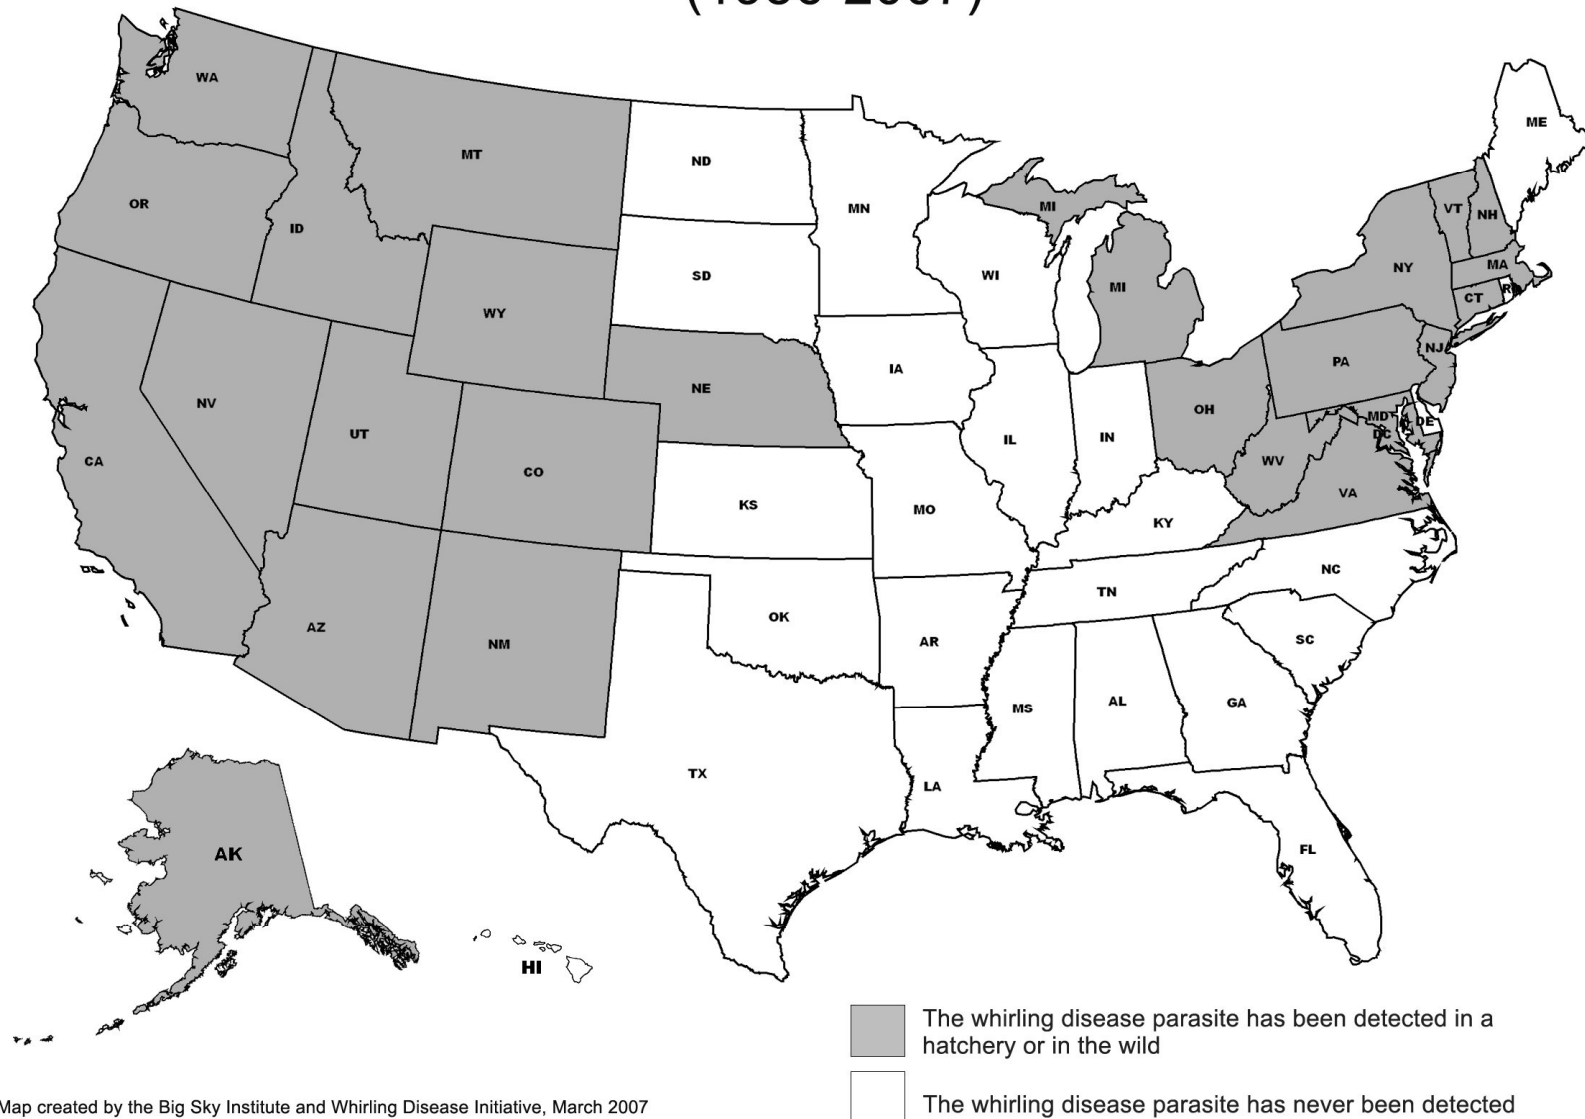 WA
MT
ND
ME
OR
ID
MN
MI
VT
NH
SD
WI
NY
MA
MI
CT
WY
IA
PA
NJ
NE
NV
UT
OH
MD
DE
DC
IL
IN
CA
CO
WV
KS
MO
VA
KY
NC
TN
AZ
OK
AR
SC
NM
MS
AL
GA
TX
LA
AK
FL
HI
The whirling disease parasite has been detected in a
hatchery or in the wild
Map created by the Big Sky Institute and Whirling Disease Initiative, March 2007
The whirling disease parasite has never been detected